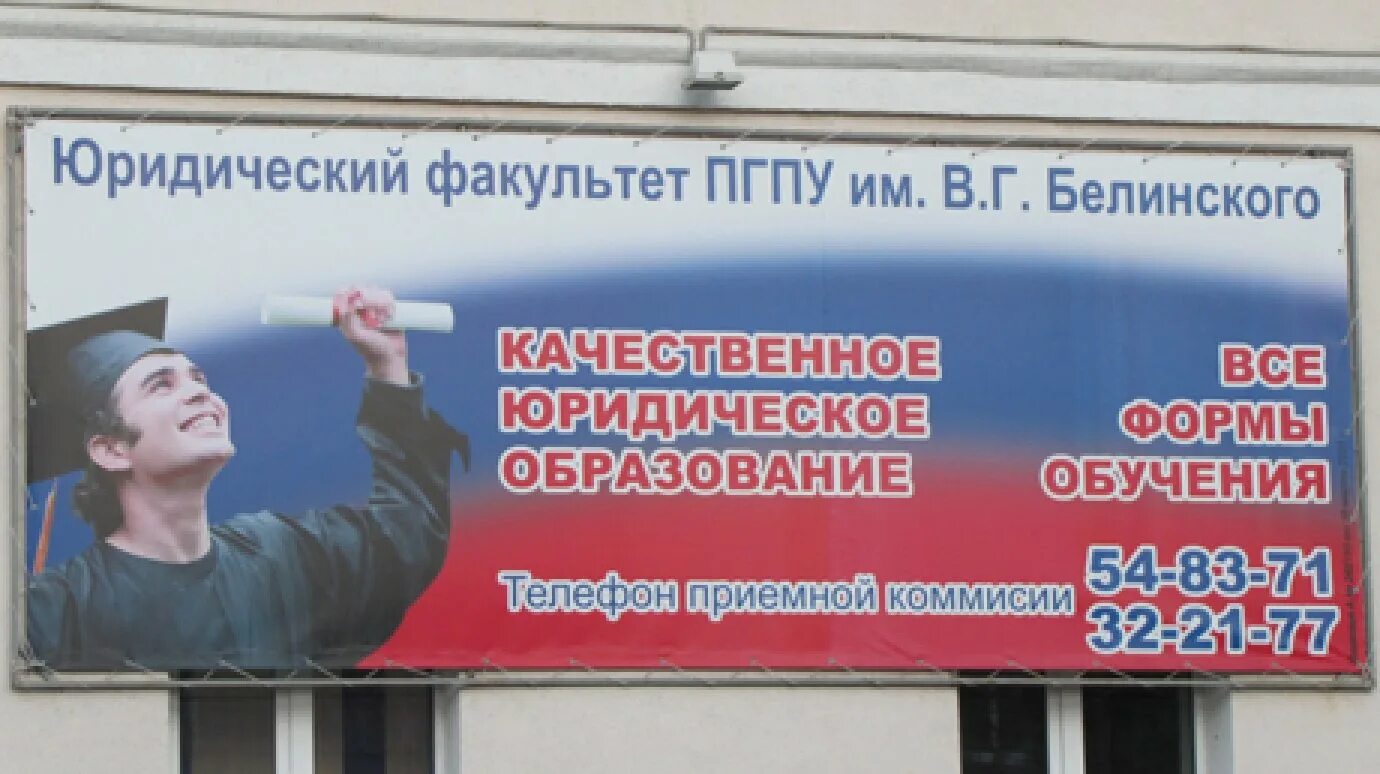 Юридический факультет ПГПУ им. В.Г. Белинского
КАЧЕСТВЕННОЕ
ЮРИДИЧЕСКОЕ
ОБРАЗОВАНИЕ
ВСЕ
ФОРМЫ
ОБУЧЕНИЯ
Телефон приемной коммисии
54-83-71
32-21-77